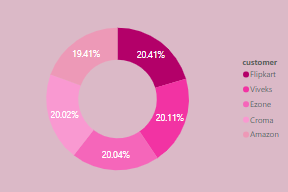 19.41%
20.41%
20.02%
20.11%
20.04%
customer
Flipkart
Viveks
Ezone
Croma
Amazon